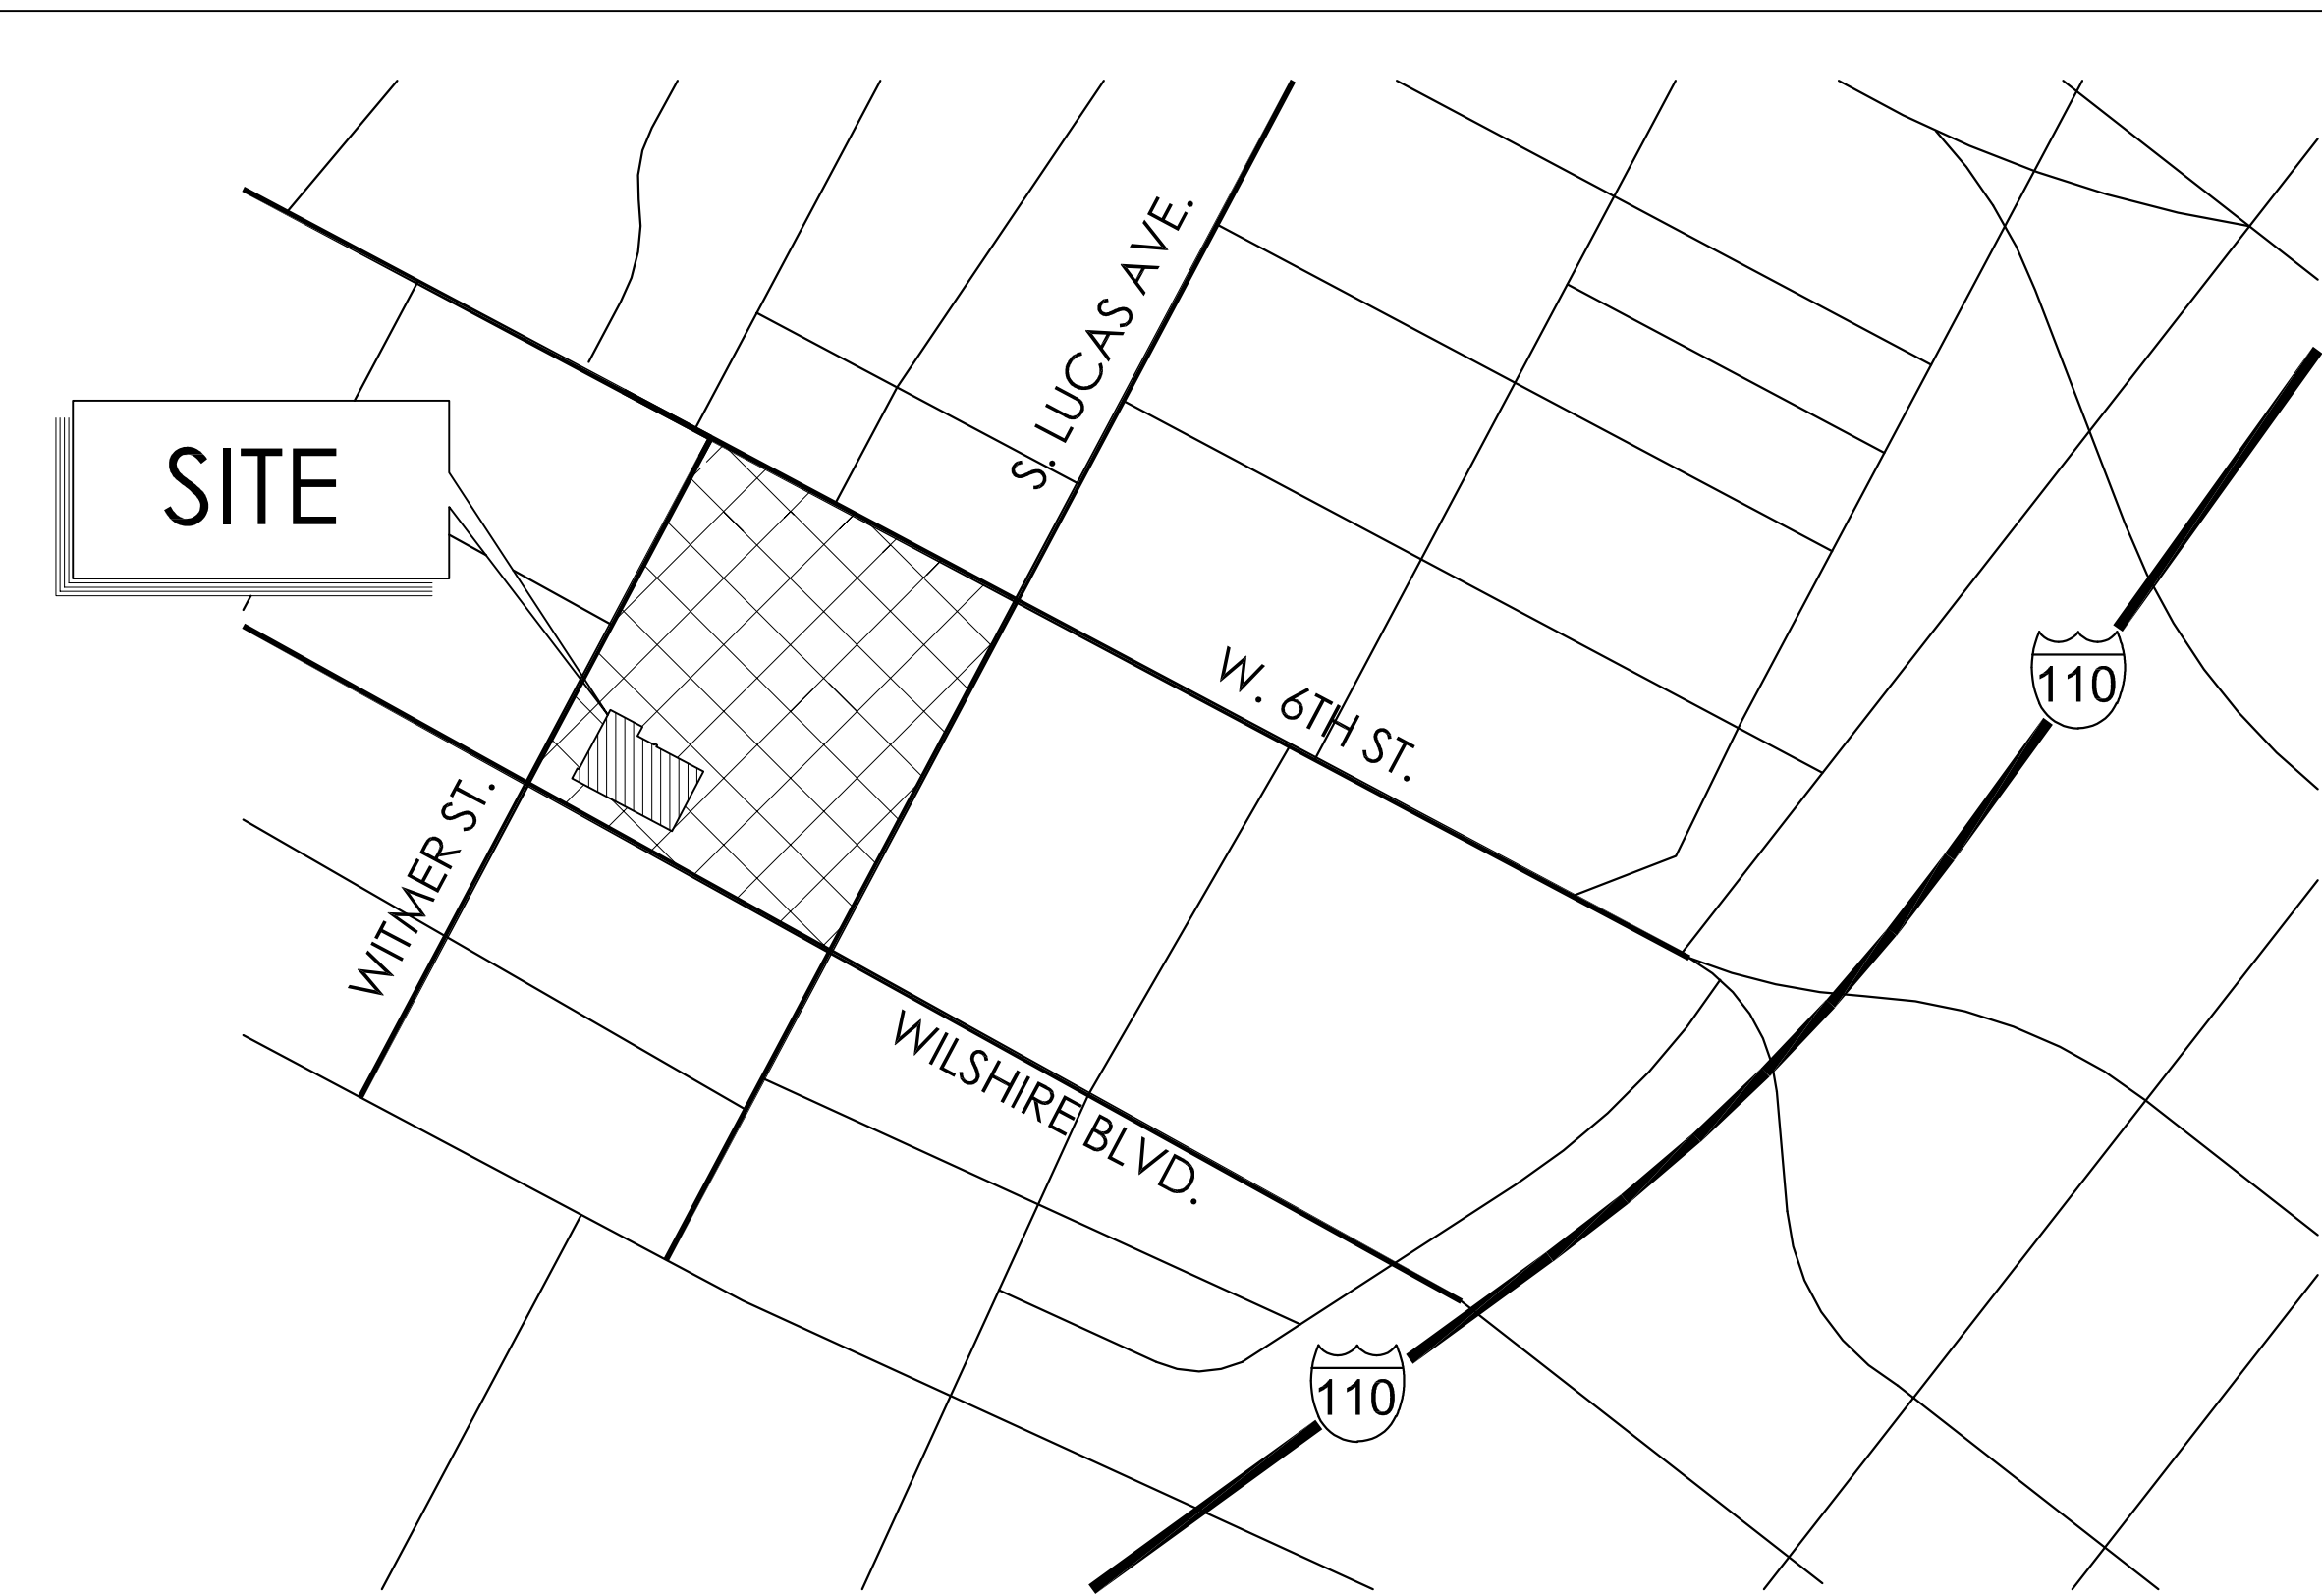 S. LUCAS AVE.
SITE
W. 6TH ST.
110
WITMER ST.
WILSHIRE BLVD.
110